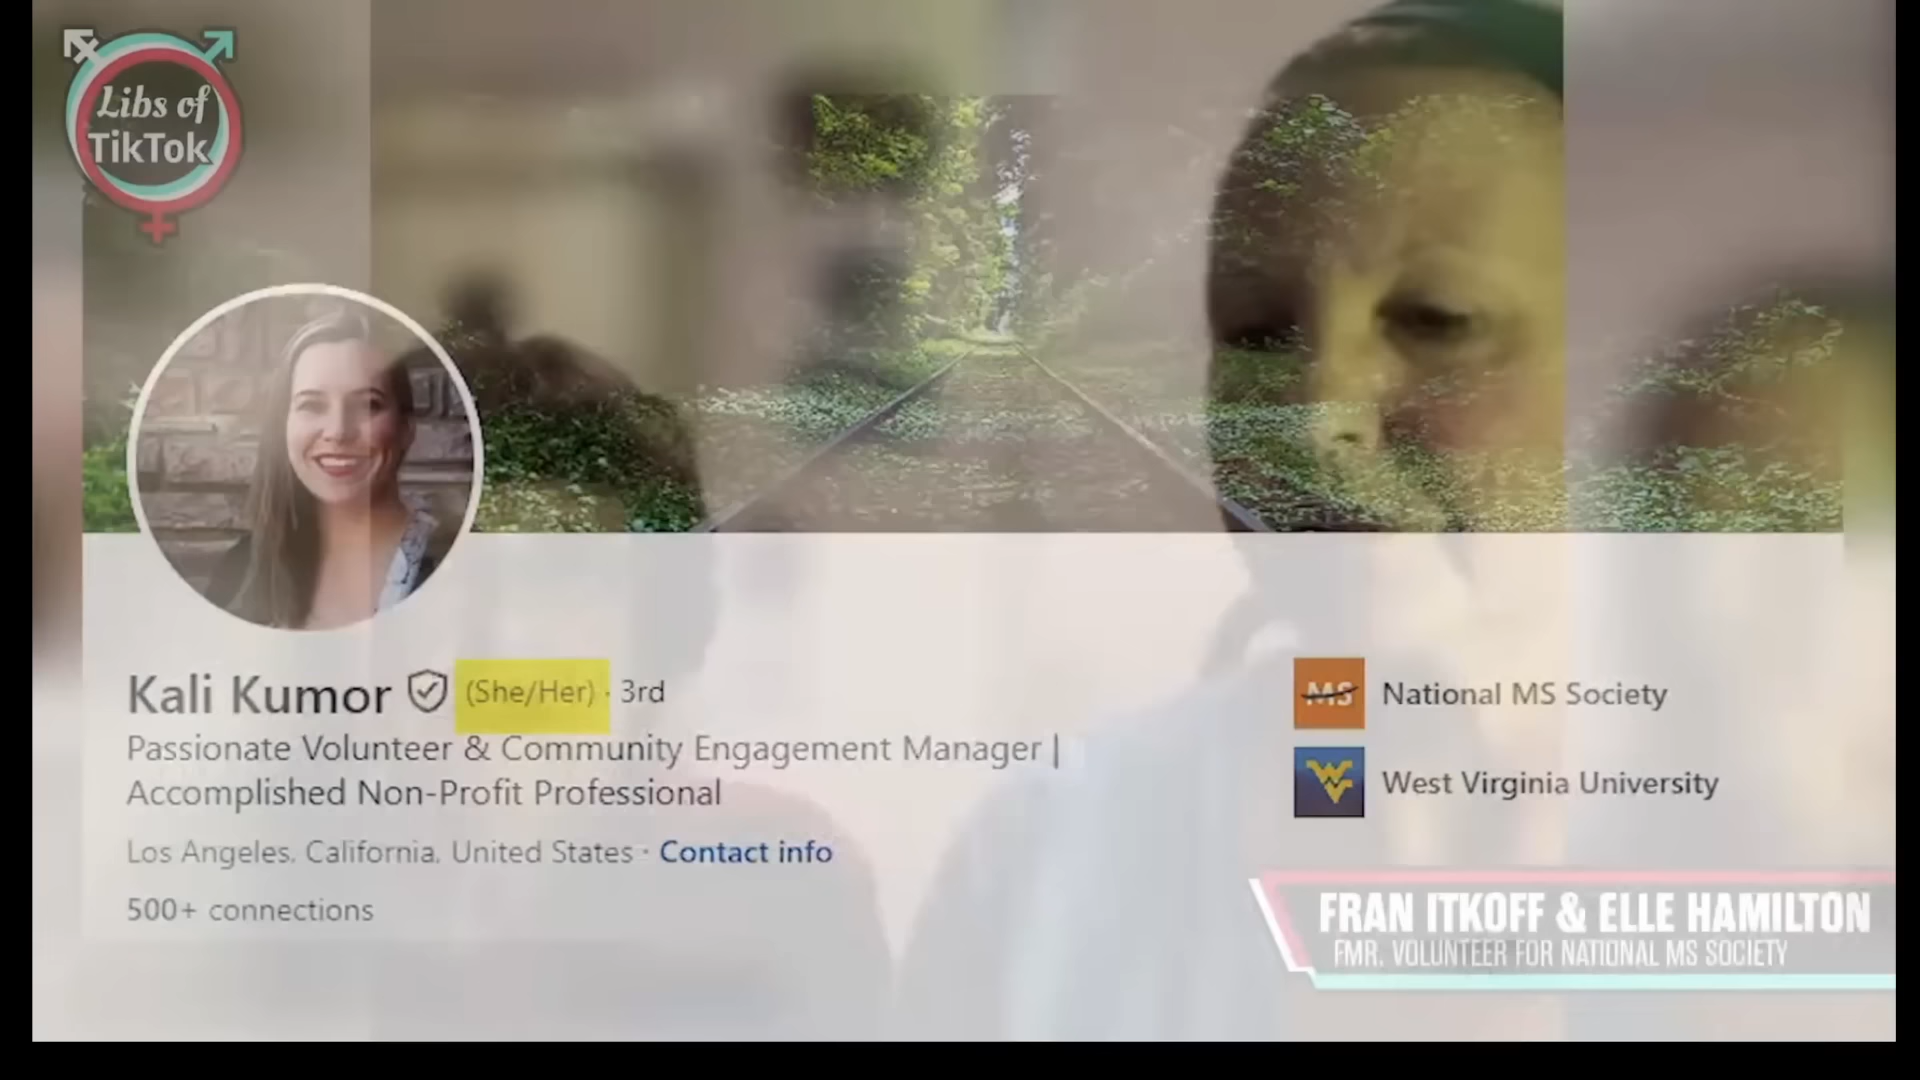 Libs of
TikTok
Kali Kumor (She/Her) · 3rd
Passionate Volunteer & Community Engagement Manager |
Accomplished Non-Profit Professional
Los Angeles, California, United States · Contact info
500+ connections
MS National MS Society
WV West Virginia University
FRAN ITKOFF & ELLE HAMILTON
FMR. VOLUNTEER FOR NATIONAL MS SOCIETY